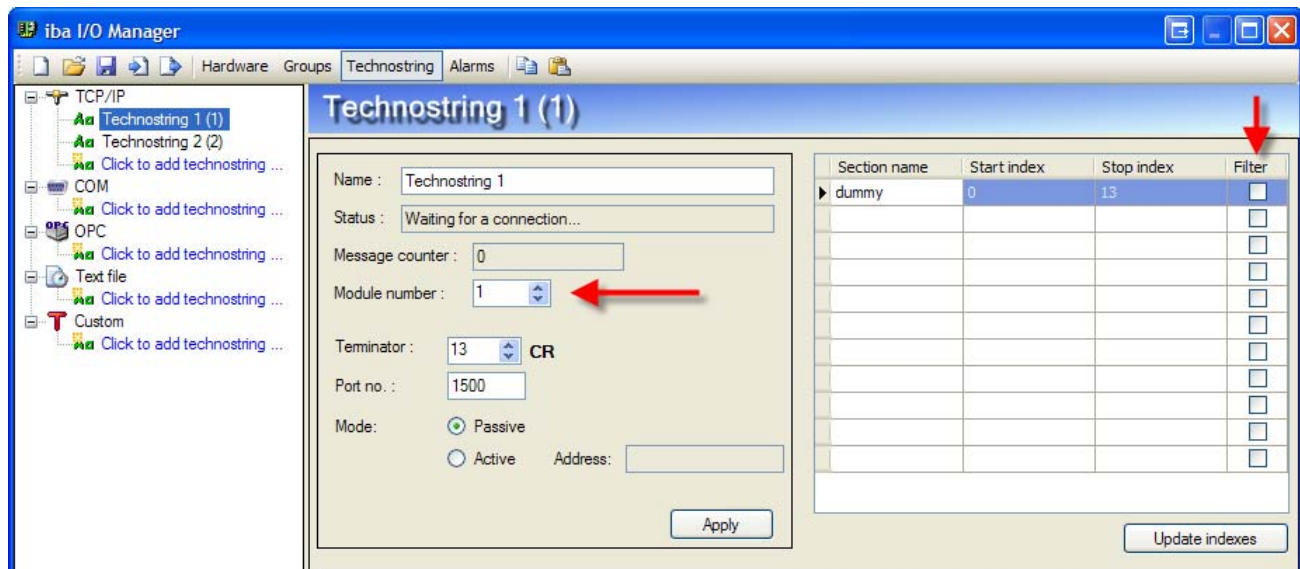 iba I/O Manager
Hardware Groups Technostring Alarms
TCP/IP
Technostring 1 (1)
Technostring 2 (2)
Click to add technostring ...
COM
Click to add technostring ...
OPC
OPC
Click to add technostring ...
Text file
Click to add technostring ...
Custom
Click to add technostring ...
Technostring 1 (1)
Name : Technostring 1
Status : Waiting for a connection...
Message counter : 0
Module number : 1
Terminator : 13 CR
Port no. : 1500
Mode: Passive
Active Address:
Apply
Section name Start index Stop index Filter
dummy 0 13
Update indexes